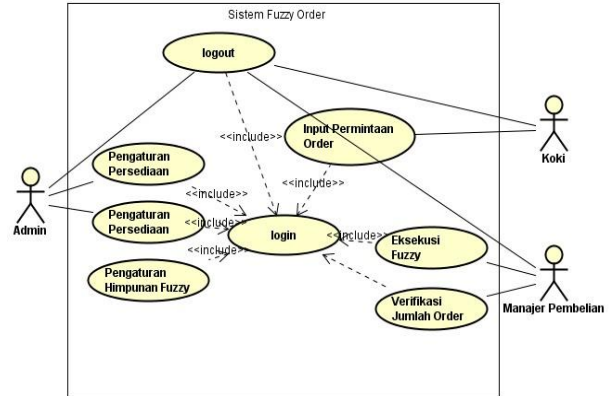 Sistem Fuzzy Order
logout
<<include>>
Input Permintaan
Order
Koki
Pengaturan
Persediaan
<<include>>
<<include>>
Admin
Pengaturan
Persediaan
<<include>>
login
<<include>>
Eksekusi
Fuzzy
<<include>>
Pengaturan
Himpunan Fuzzy
Verifikasi
Jumlah Order
Manajer Pembelian